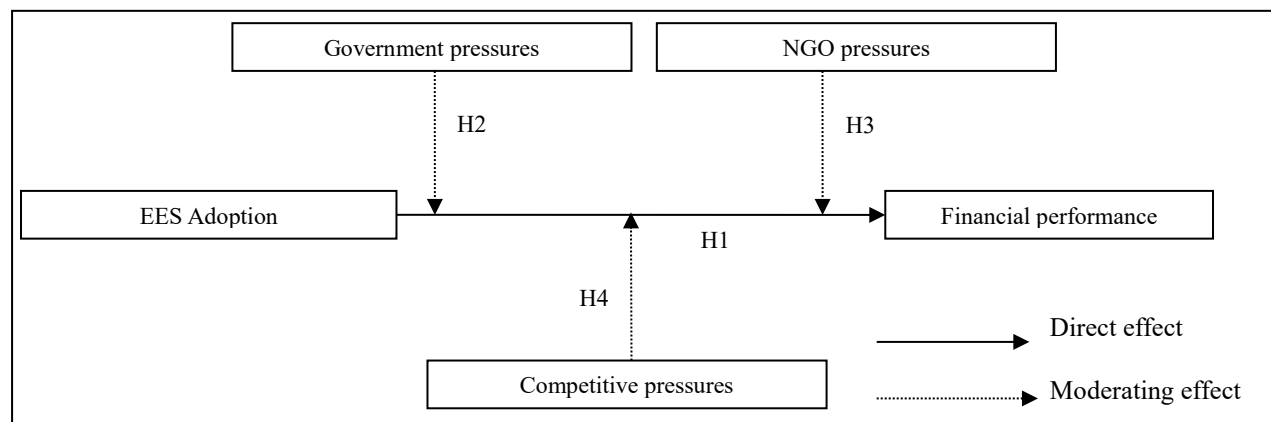 Government pressures
NGO pressures
H2
H3
EES Adoption
Financial performance
H1
H4
Direct effect
Competitive pressures
Moderating effect